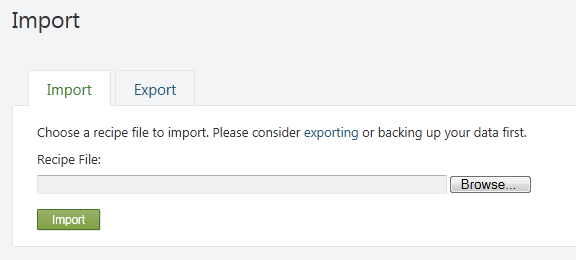 Import
Import Export
Choose a recipe file to import. Please consider exporting or backing up your data first.
Recipe File:
Browse...
Import